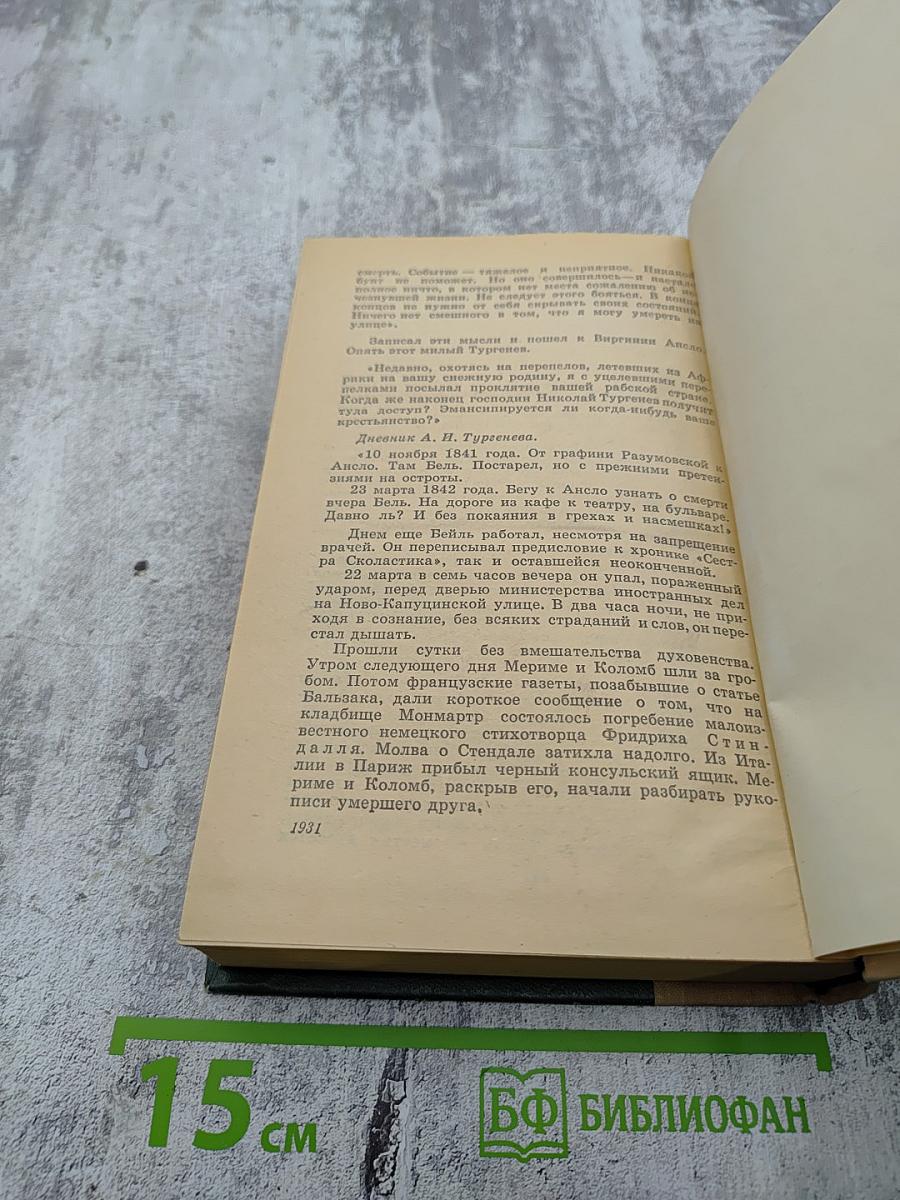 смерть. Событие — тяжелое и неприятное. Никакой
бунт не поможет. Но оно совершилось — и настало
полное ничто, в котором нет места сожалению об ис-
чезнувшей жизни. Не следует этого бояться. В конце
концов не нужно от себя скрывать своих состояний.
Ничего нет смешного в том, что я могу умереть на
улице».
Записал эти мысли и пошел к Виргинии Ансло.
Опять этот милый Тургенев.
«Недавно, охотясь на перепелов, летевших из Аф-
рики на вашу снежную родину, я с уцелевшими пере-
пелками посылал проклятие вашей рабской стране.
Когда же наконец господин Николай Тургенев получит
туда доступ? Эмансипируется ли когда-нибудь ваше
крестьянство?»
Дневник А. И. Тургенева.
«10 ноября 1841 года. От графини Разумовской к
Ансло. Там Бель. Постарел, но с прежними претен-
зиями на остроты.
23 марта 1842 года. Бегу к Ансло узнать о смерти
вчера Бель. На дороге из кафе к театру, на бульваре.
Давно ль? И без покаяния в грехах и насмешках!»
Днем еще Бейль работал, несмотря на запрещение
врачей. Он переписывал предисловие к хронике «Сест-
ра Сколастика», так и оставшейся неоконченной.
22 марта в семь часов вечера он упал, пораженный
ударом, перед дверью министерства иностранных дел
на Ново-Капуцинской улице. В два часа ночи, не при-
ходя в сознание, без всяких страданий и слов, он пере-
стал дышать.
Прошли сутки без вмешательства духовенства.
Утром следующего дня Мериме и Коломб шли за гро-
бом. Потом французские газеты, позабывшие о статье
Бальзака, дали короткое сообщение о том, что на
кладбище Монмартр состоялось погребение малоиз-
вестного немецкого стихотворца Фридриха Стин-
далля. Молва о Стендале затихла надолго. Из Ита-
лии в Париж прибыл черный консульский ящик. Ме-
риме и Коломб, раскрыв его, начали разбирать руко-
писи умершего друга.
1931
15 см
БФ БИБЛИОФАН